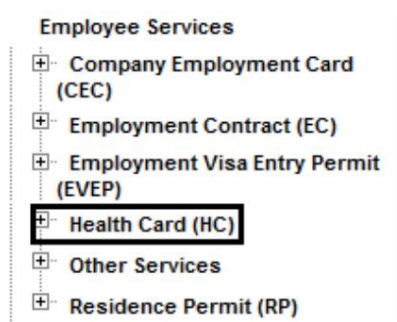 Employee Services
Company Employment Card
(CEC)
Employment Contract (EC)
Employment Visa Entry Permit
(EVEP)
Health Card (HC)
Other Services
Residence Permit (RP)